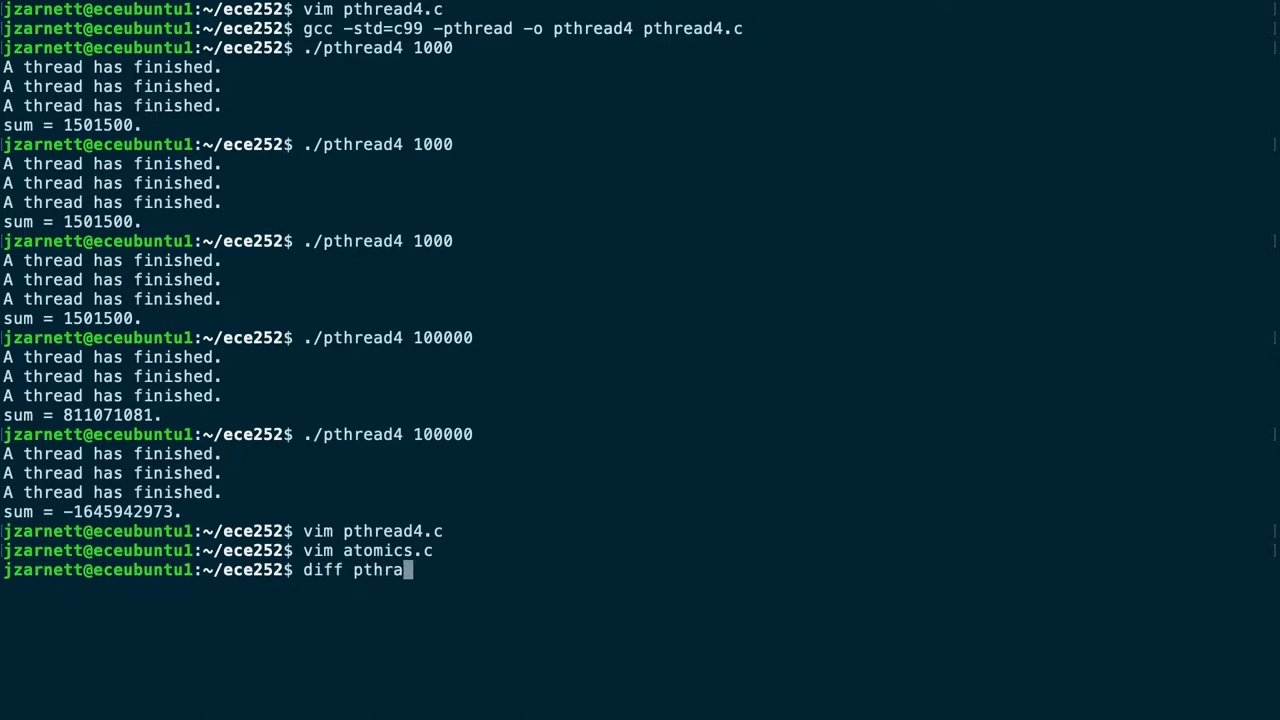 jzarnett@eceubuntu1:~/ece252$ vim pthread4.c
jzarnett@eceubuntu1:~/ece252$ gcc -std=c99 -pthread -o pthread4 pthread4.c
jzarnett@eceubuntu1:~/ece252$ ./pthread4 1000
A thread has finished.
A thread has finished.
A thread has finished.
sum = 1501500.
jzarnett@eceubuntu1:~/ece252$ ./pthread4 1000
A thread has finished.
A thread has finished.
A thread has finished.
sum = 1501500.
jzarnett@eceubuntu1:~/ece252$ ./pthread4 1000
A thread has finished.
A thread has finished.
A thread has finished.
sum = 1501500.
jzarnett@eceubuntu1:~/ece252$ ./pthread4 100000
A thread has finished.
A thread has finished.
A thread has finished.
sum = 811071081.
jzarnett@eceubuntu1:~/ece252$ ./pthread4 100000
A thread has finished.
A thread has finished.
A thread has finished.
sum = -1645942973.
jzarnett@eceubuntu1:~/ece252$ vim pthread4.c
jzarnett@eceubuntu1:~/ece252$ vim atomics.c
jzarnett@eceubuntu1:~/ece252$ diff pthra